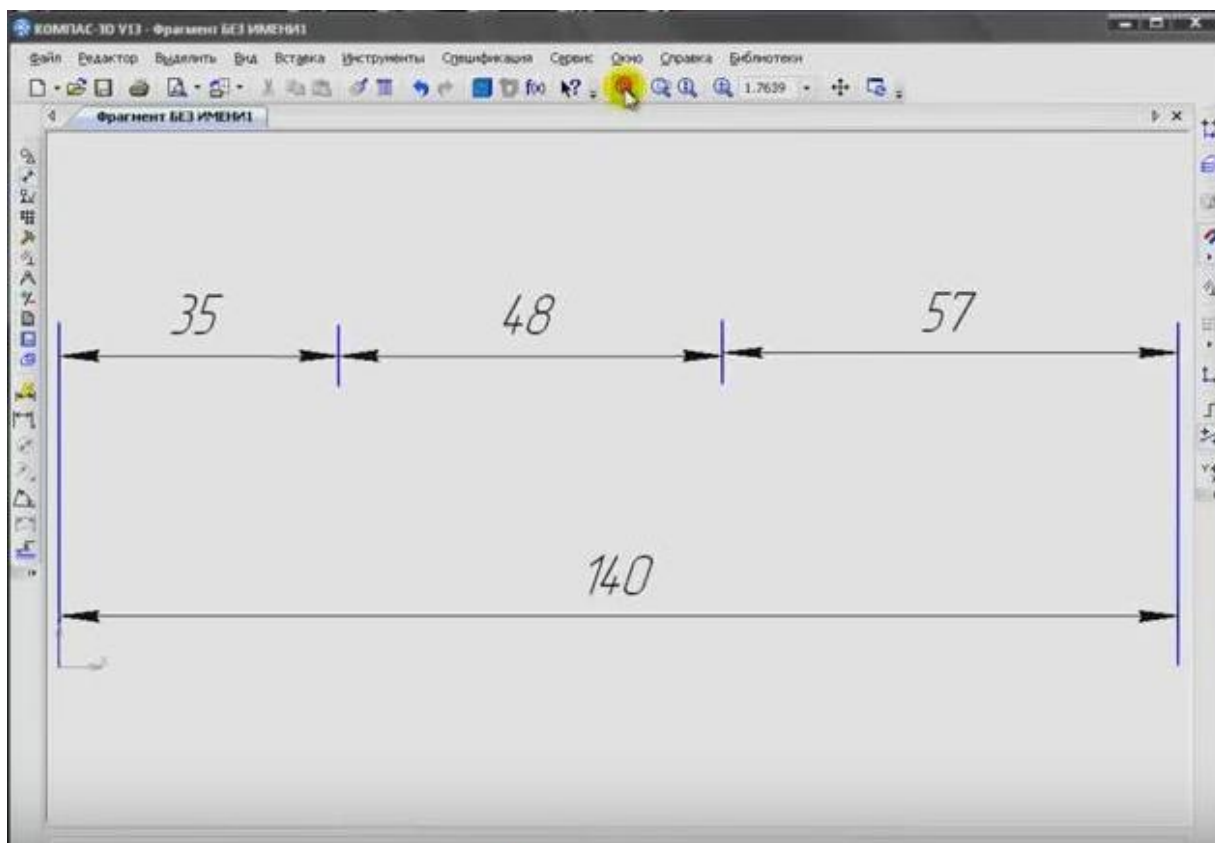 КОМПАС-3D V13 - Фрагмент БЕЗ ИМЕНИ1
Файл Редактор Выделить Вид Вставка Инструменты Спецификация Сервис Окно Справка Библиотеки
f(x) 1.7639
Фрагмент БЕЗ ИМЕНИ1
35 48 57
140